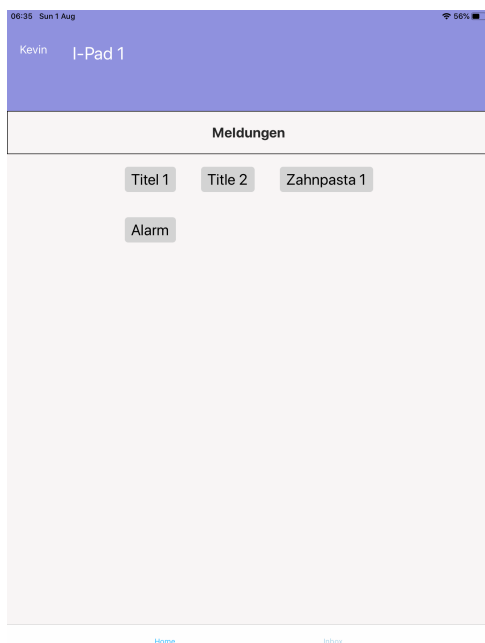 06:35 Sun 1 Aug 56%
Kevin I-Pad 1
Meldungen
Titel 1 Title 2 Zahnpasta 1
Alarm
Home Inbox